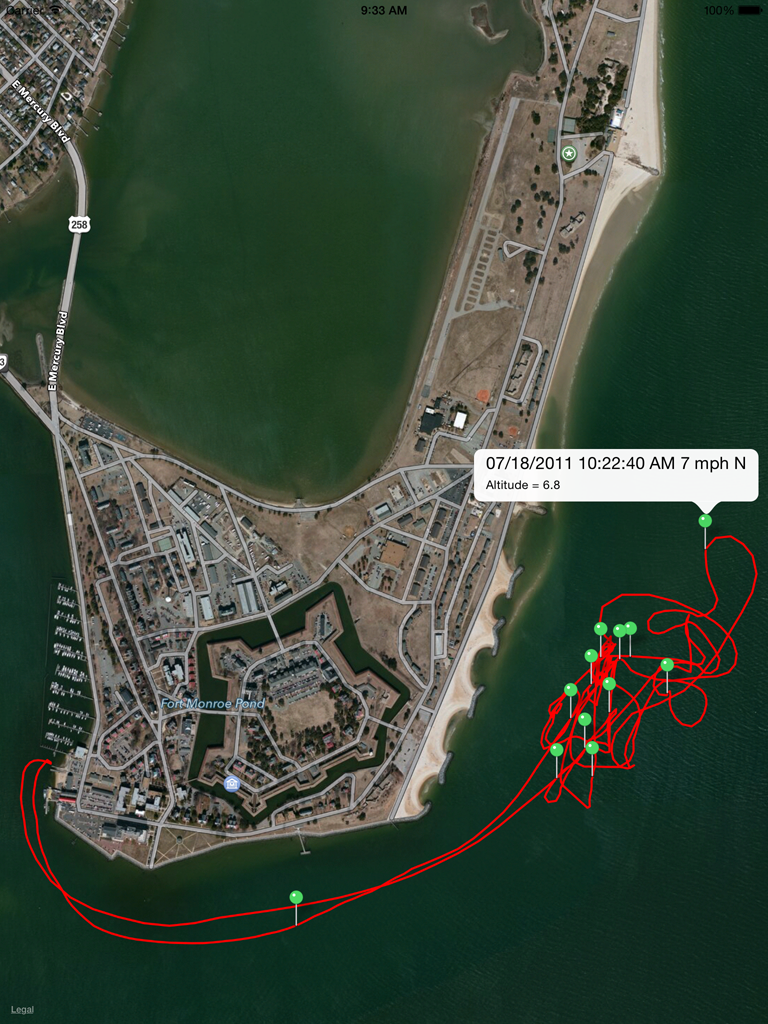 Carrier
9:33 AM
100%
E Mercury Blvd
258
E Mercury Blvd
3
07/18/2011 10:22:40 AM 7 mph N
Altitude = 6.8
Fort Monroe Pond
Legal